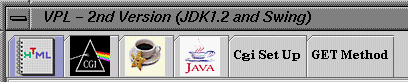 VPL – 2nd Version (JDK1.2 and Swing)
HTML CGI JAVA Cgi Set Up GET Method